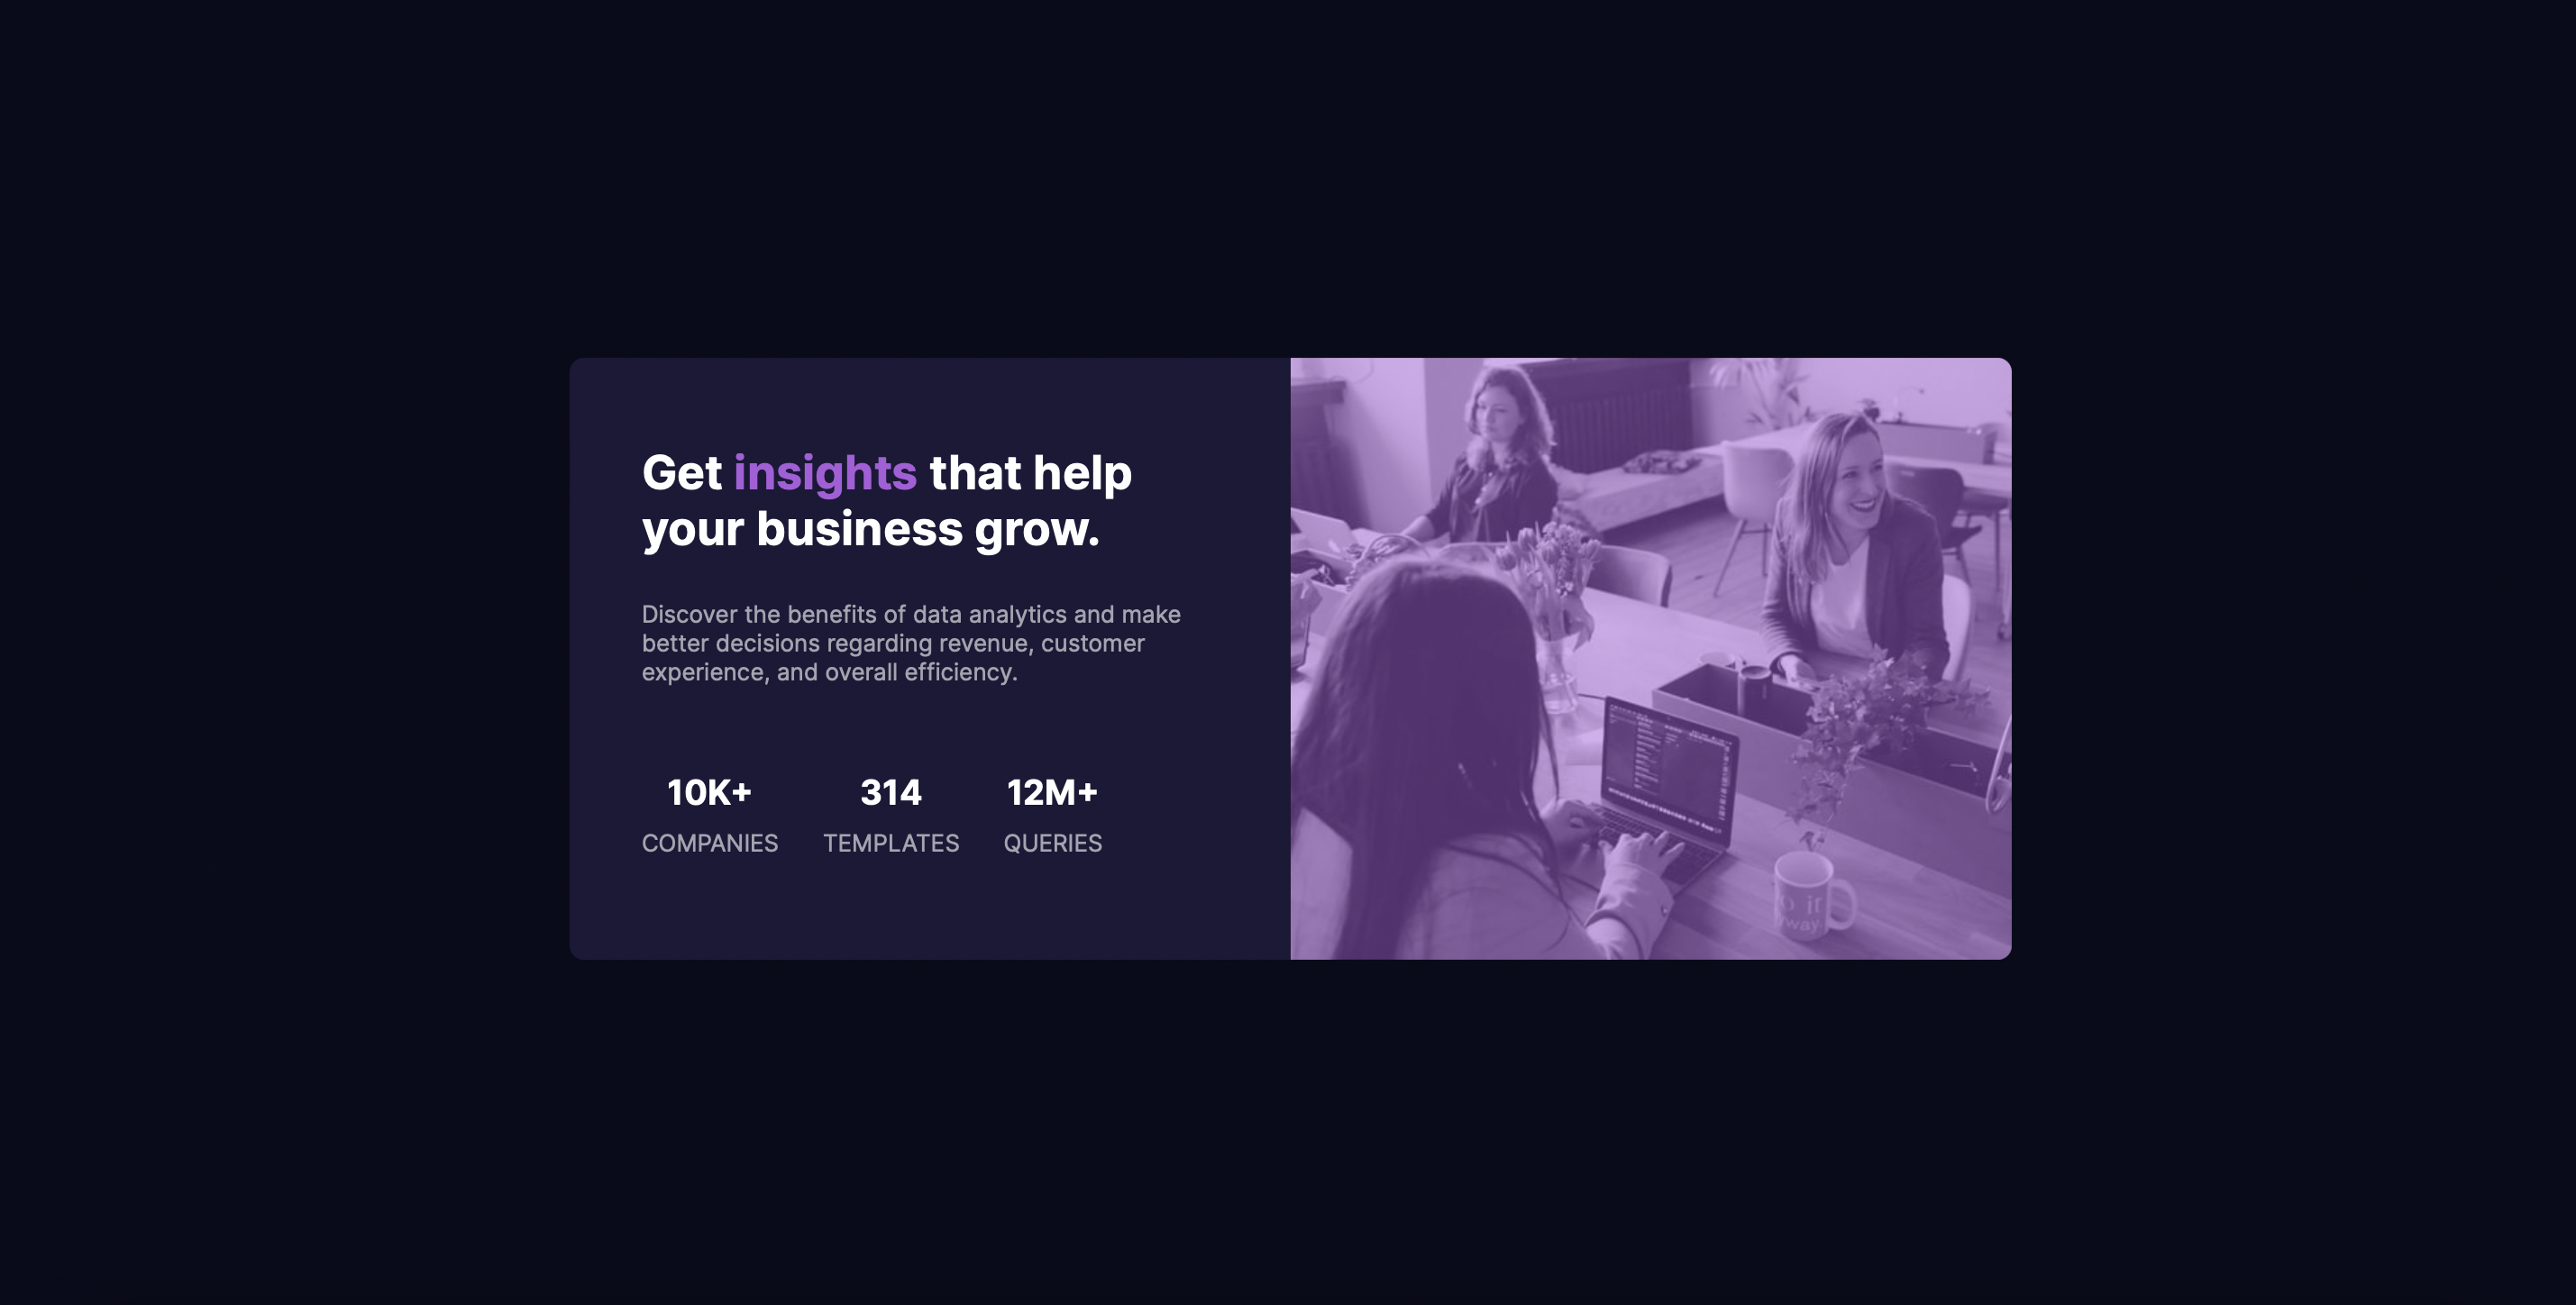 Get insights that help
your business grow.
Discover the benefits of data analytics and make
better decisions regarding revenue, customer
experience, and overall efficiency.
10K+ 314 12M+
COMPANIES TEMPLATES QUERIES